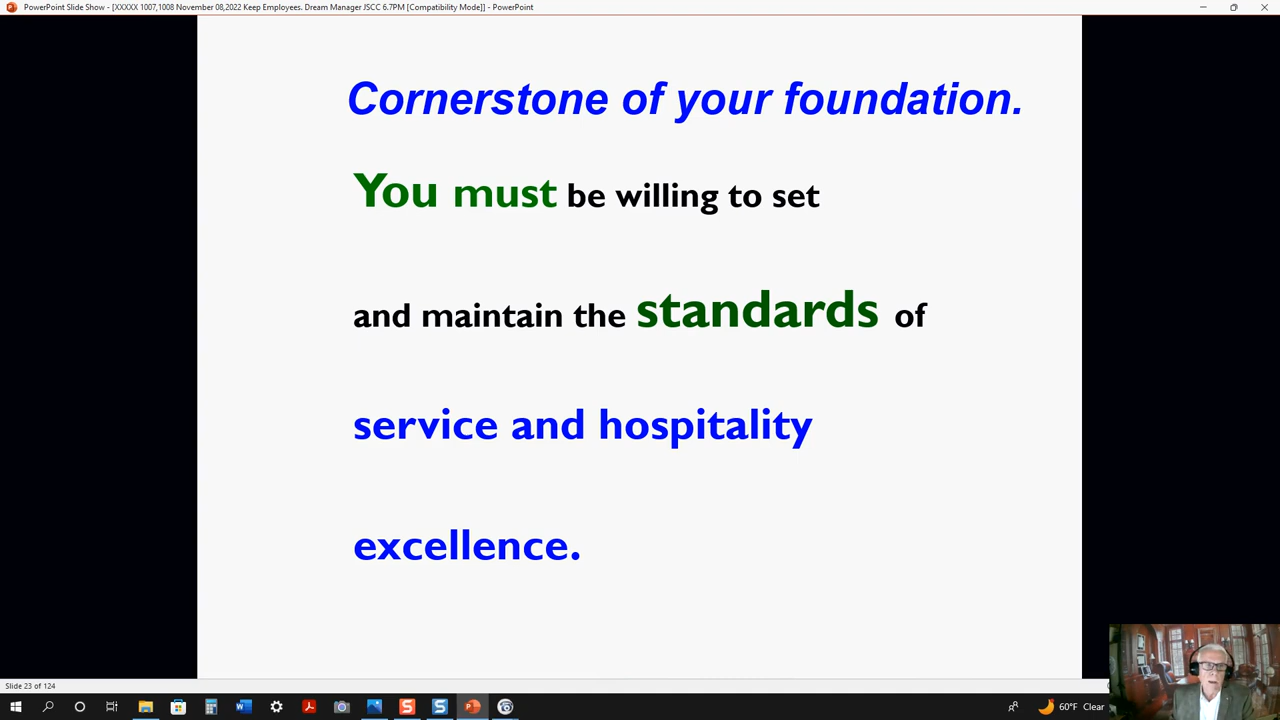 PowerPoint Slide Show - [XXXXX 1007,1008 November 08,2022 Keep Employees. Dream Manager JSCC 6.7PM [Compatibility Mode]] - PowerPoint
Cornerstone of your foundation.
You must be willing to set
and maintain the standards of
service and hospitality
excellence.
Slide 23 of 124
60°F Clear